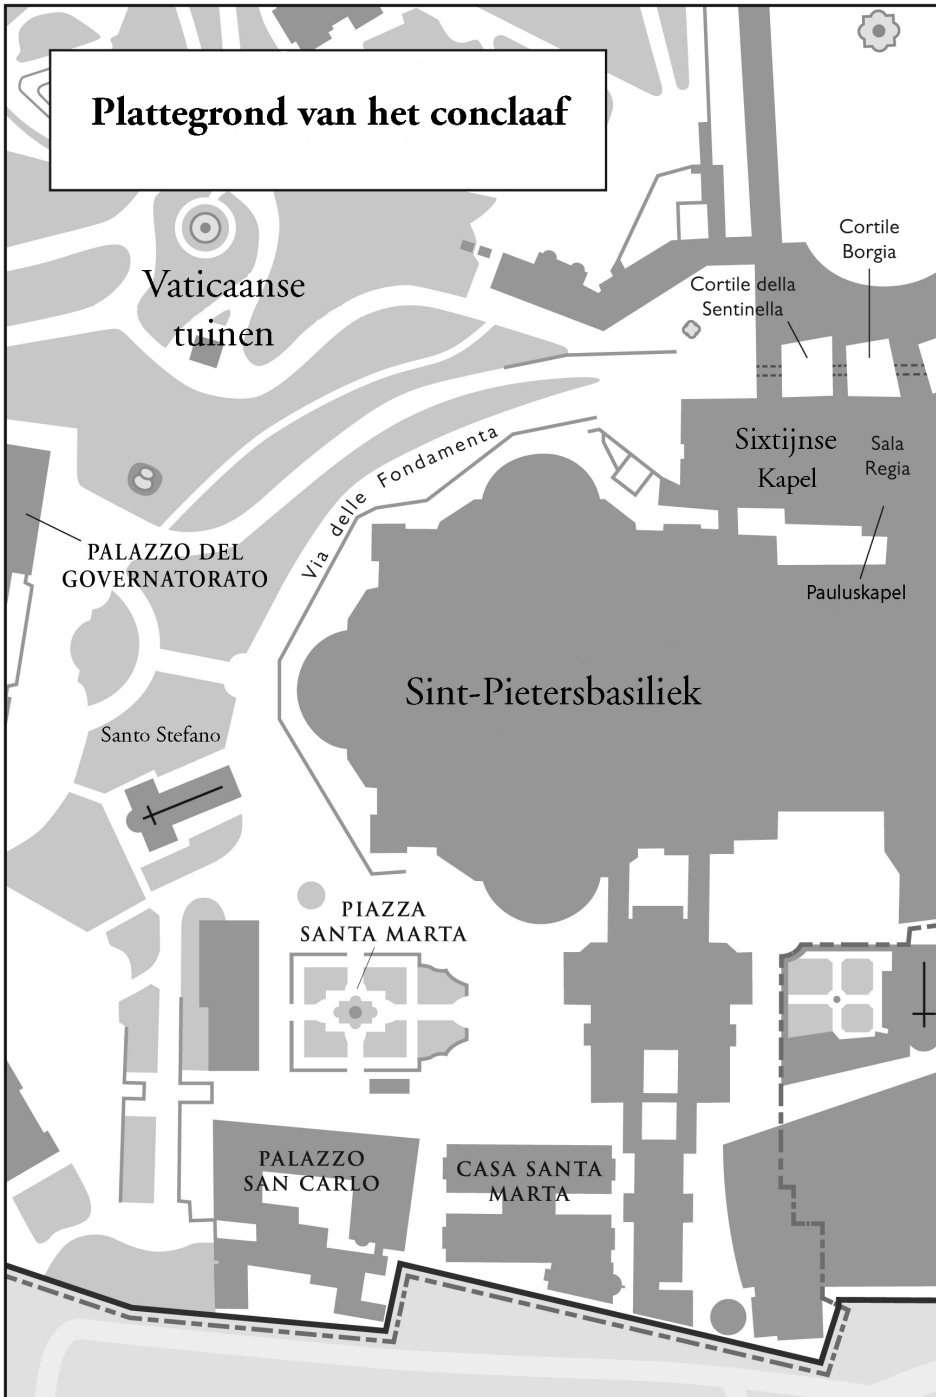 Plattegrond van het conclaaf
Cortile
Borgia
Vaticaanse
tuinen
Cortile della
Sentinella
Sixtijnse
Kapel
Sala
Regia
Via delle Fondamenta
PALAZZO DEL
GOVERNATORATO
Pauluskapel
Sint-Pietersbasiliek
Santo Stefano
PIAZZA
SANTA MARTA
PALAZZO
SAN CARLO
CASA SANTA
MARTA